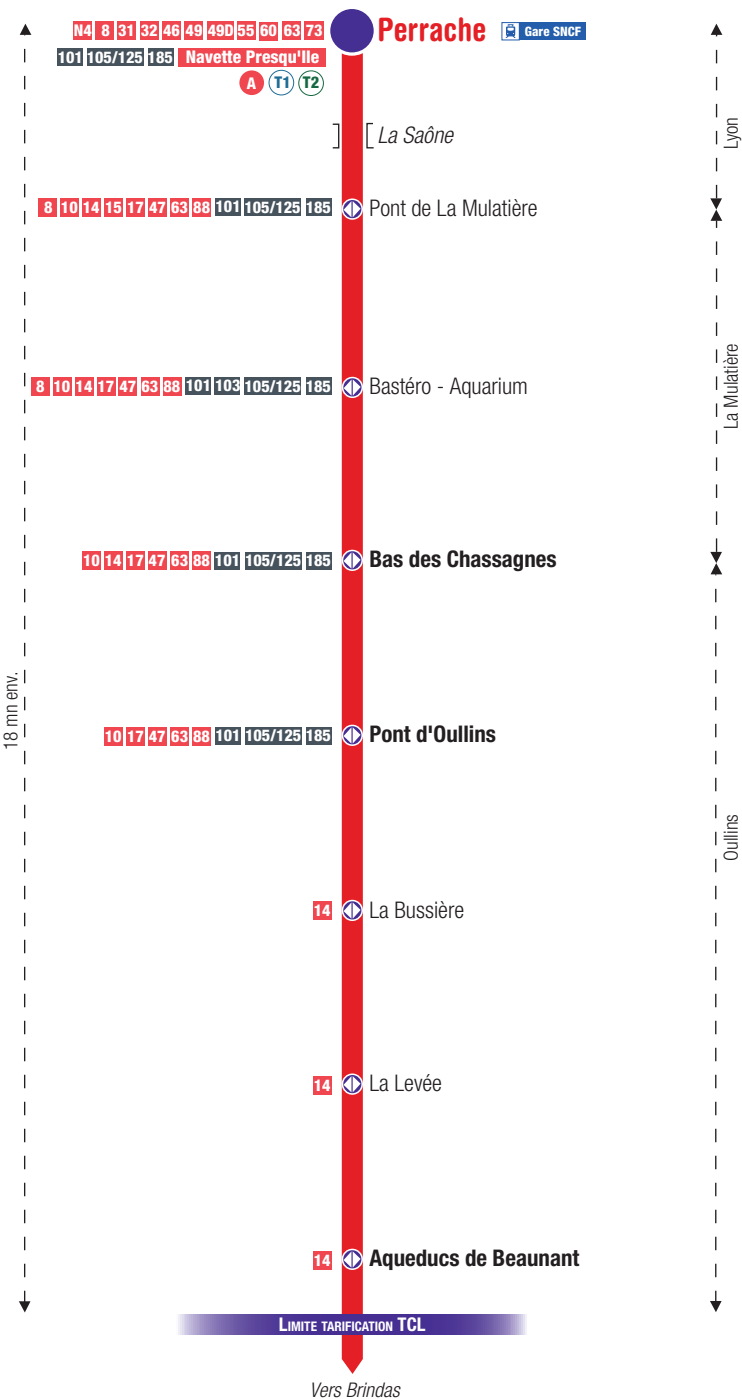 N4 8 31 32 46 49 49D 55 60 63 73 Perrache Gare SNCF
101 105/125 185 Navette Presqu'Ile
A T1 T2
Lyon
La Saône
8 10 14 15 17 47 63 88 101 105/125 185 Pont de La Mulatière
La Mulatière
8 10 14 17 47 63 88 101 103 105/125 185 Bastéro - Aquarium
10 14 17 47 63 88 101 105/125 185 Bas des Chassagnes
18 mn env.
10 17 47 63 88 101 105/125 185 Pont d'Oullins
Oullins
14 La Bussière
14 La Levée
14 Aqueducs de Beaunant
LIMITE TARIFICATION TCL
Vers Brindas